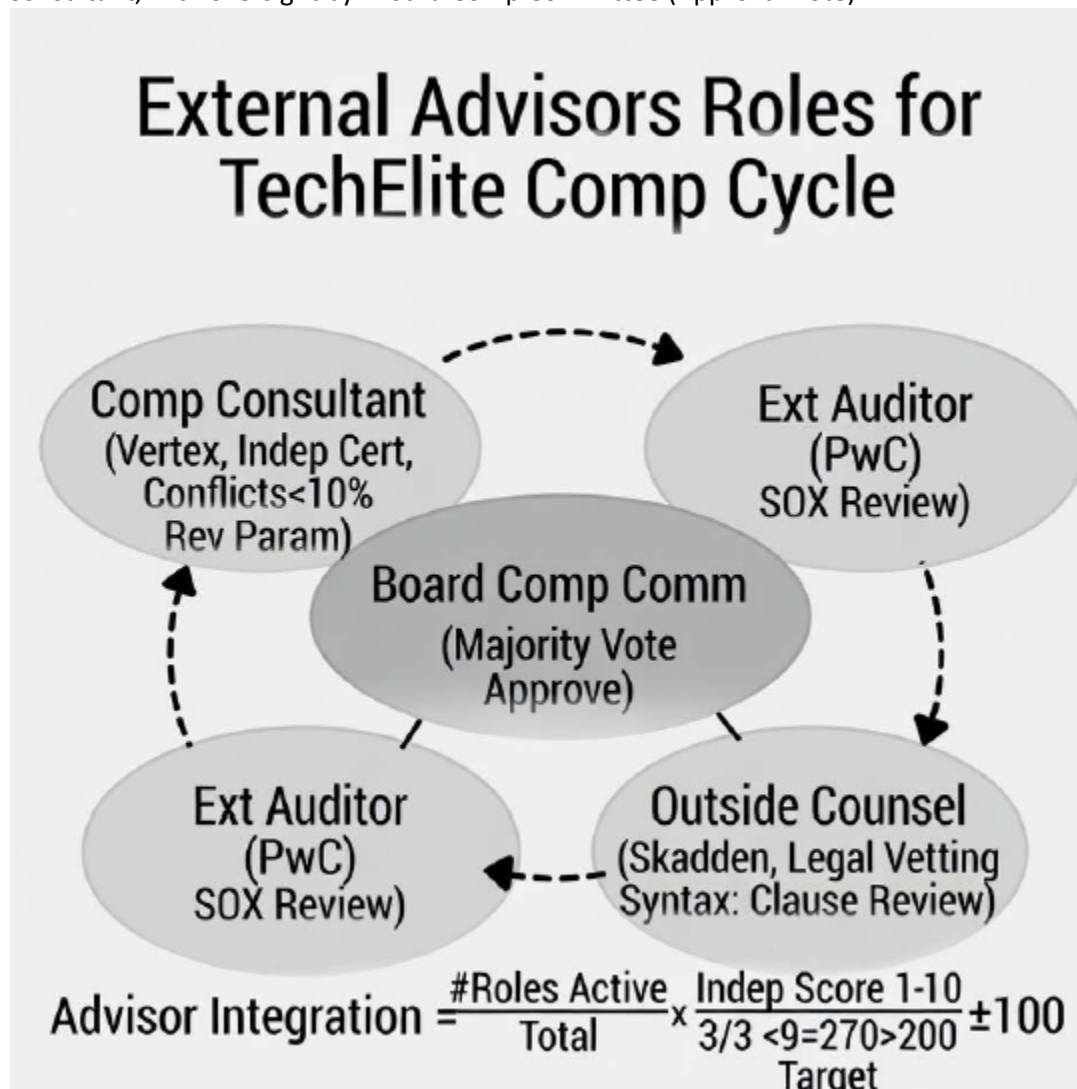 External Advisors Roles for
TechElite Comp Cycle
Comp Consultant
(Vertex, Indep Cert,
Conflicts<10%
Rev Param)
Ext Auditor
(PwC)
SOX Review)
Board Comp Comm
(Majority Vote
Approve)
Ext Auditor
(PwC)
SOX Review)
Outside Counsel
(Skadden, Legal Vetting
Syntax: Clause Review)
Advisor Integration = #Roles Active / Total x Indep Score 1-10 / 3/3 <9=270>200 ±100
Target